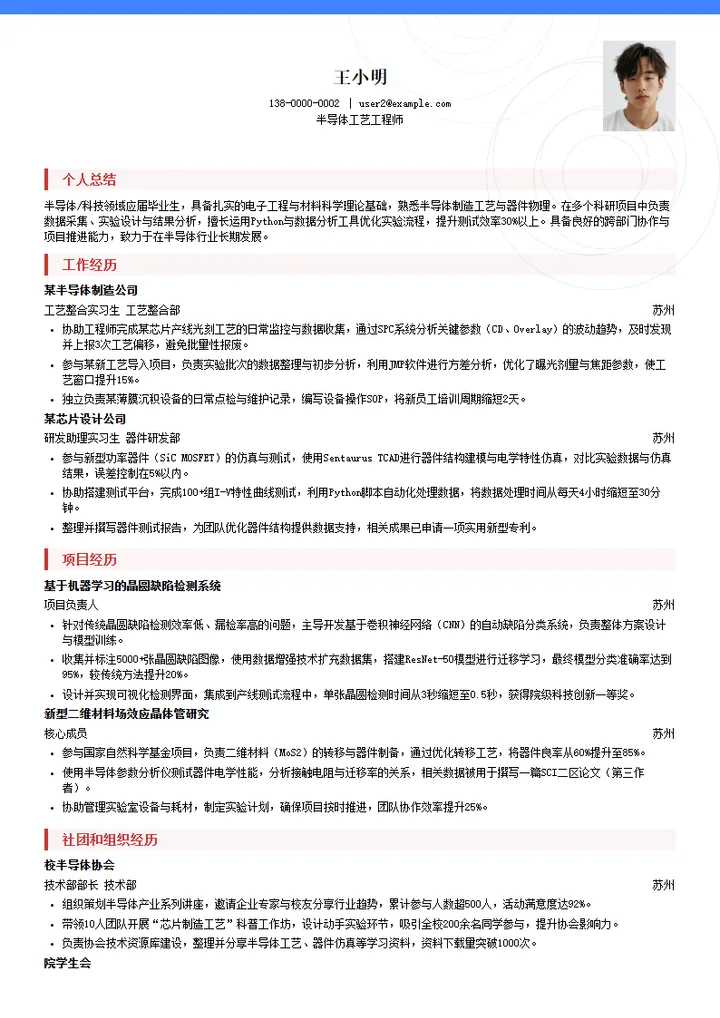 王小明
138-0000-0002 | user2@example.com
半导体工艺工程师
个人总结
半导体/科技领域应届毕业生，具备扎实的电子工程与材料科学理论基础，熟悉半导体制造工艺与器件物理。在多个科研项目中负责
数据采集、实验设计与结果分析，擅长运用Python与数据分析工具优化实验流程，提升测试效率30%以上。具备良好的跨部门协作与
项目推进能力，致力于在半导体行业长期发展。
工作经历
某半导体制造公司
工艺整合实习生 工艺整合部 苏州
• 协助工程师完成某芯片产线光刻工艺的日常监控与数据收集，通过SPC系统分析关键参数（CD、Overlay）的波动趋势，及时发现
并上报3次工艺偏移，避免批量性报废。
• 参与某新工艺导入项目，负责实验批次的数据整理与初步分析，利用JMP软件进行方差分析，优化了曝光剂量与焦距参数，使工
艺窗口提升15%。
• 独立负责某薄膜沉积设备的日常点检与维护记录，编写设备操作SOP，将新员工培训周期缩短2天。
某芯片设计公司
研发助理实习生 器件研发部 苏州
• 参与新型功率器件（SiC MOSFET）的仿真与测试，使用Sentaurus TCAD进行器件结构建模与电学特性仿真，对比实验数据与仿真
结果，误差控制在5%以内。
• 协助搭建测试平台，完成100+组I-V特性曲线测试，利用Python脚本自动化处理数据，将数据处理时间从每天4小时缩短至30分
钟。
• 整理并撰写器件测试报告，为团队优化器件结构提供数据支持，相关成果已申请一项实用新型专利。
项目经历
基于机器学习的晶圆缺陷检测系统
项目负责人 苏州
• 针对传统晶圆缺陷检测效率低、漏检率高的问题，主导开发基于卷积神经网络（CNN）的自动缺陷分类系统，负责整体方案设计
与模型训练。
• 收集并标注5000+张晶圆缺陷图像，使用数据增强技术扩充数据集，搭建ResNet-50模型进行迁移学习，最终模型分类准确率达到
95%，较传统方法提升20%。
• 设计并实现可视化检测界面，集成到产线测试流程中，单张晶圆检测时间从3秒缩短至0.5秒，获得院级科技创新一等奖。
新型二维材料场效应晶体管研究
核心成员 苏州
• 参与国家自然科学基金项目，负责二维材料（MoS2）的转移与器件制备，通过优化转移工艺，将器件良率从60%提升至85%。
• 使用半导体参数分析仪测试器件电学性能，分析接触电阻与迁移率的关系，相关数据被用于撰写一篇SCI二区论文（第三作
者）。
• 协助管理实验室设备与耗材，制定实验计划，确保项目按时推进，团队协作效率提升25%。
社团和组织经历
校半导体协会
技术部部长 技术部 苏州
• 组织策划半导体产业系列讲座，邀请企业专家与校友分享行业趋势，累计参与人数超500人，活动满意度达92%。
• 带领10人团队开展“芯片制造工艺”科普工作坊，设计动手实验环节，吸引全校200余名同学参与，提升协会影响力。
• 负责协会技术资源库建设，整理并分享半导体工艺、器件仿真等学习资料，资料下载量突破1000次。
院学生会